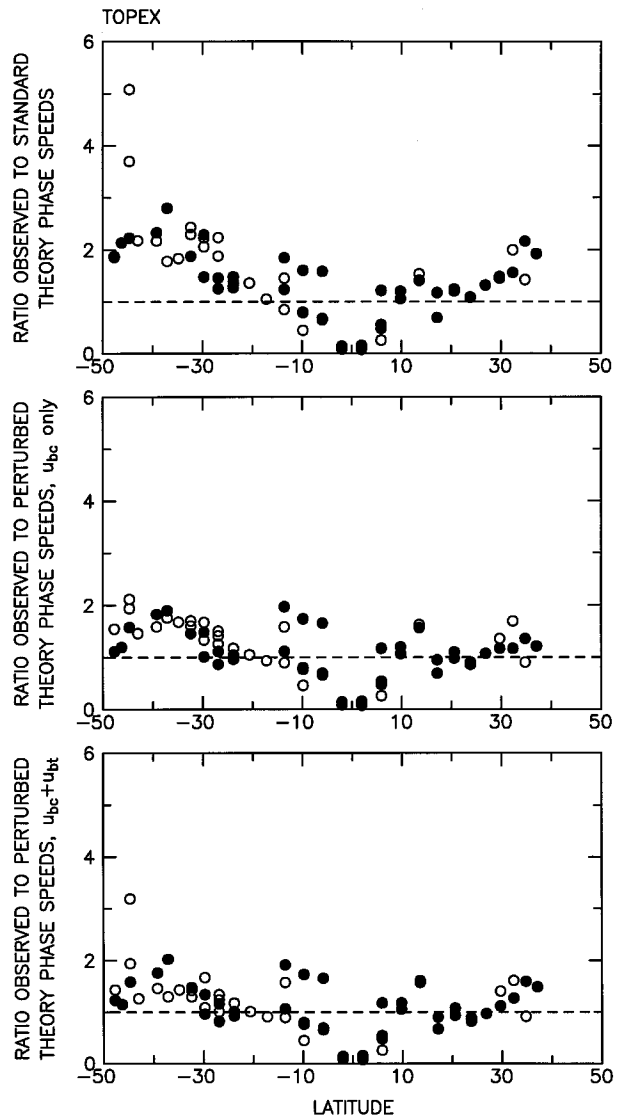 TOPEX
RATIO OBSERVED TO STANDARD
THEORY PHASE SPEEDS
6
4
2
0
−50 −30 −10 10 30 50
RATIO OBSERVED TO PERTURBED
THEORY PHASE SPEEDS, u_bc only
6
4
2
0
−50 −30 −10 10 30 50
RATIO OBSERVED TO PERTURBED
THEORY PHASE SPEEDS, u_bc+u_bt
6
4
2
0
−50 −30 −10 10 30 50
LATITUDE